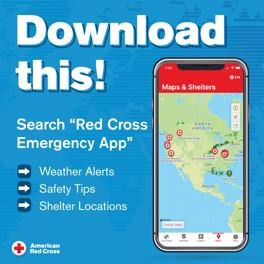 Download
this!
Search “Red Cross
Emergency App”
Weather Alerts
Safety Tips
Shelter Locations
American
Red Cross
EN
Maps & Shelters
NORTH
AMERICA